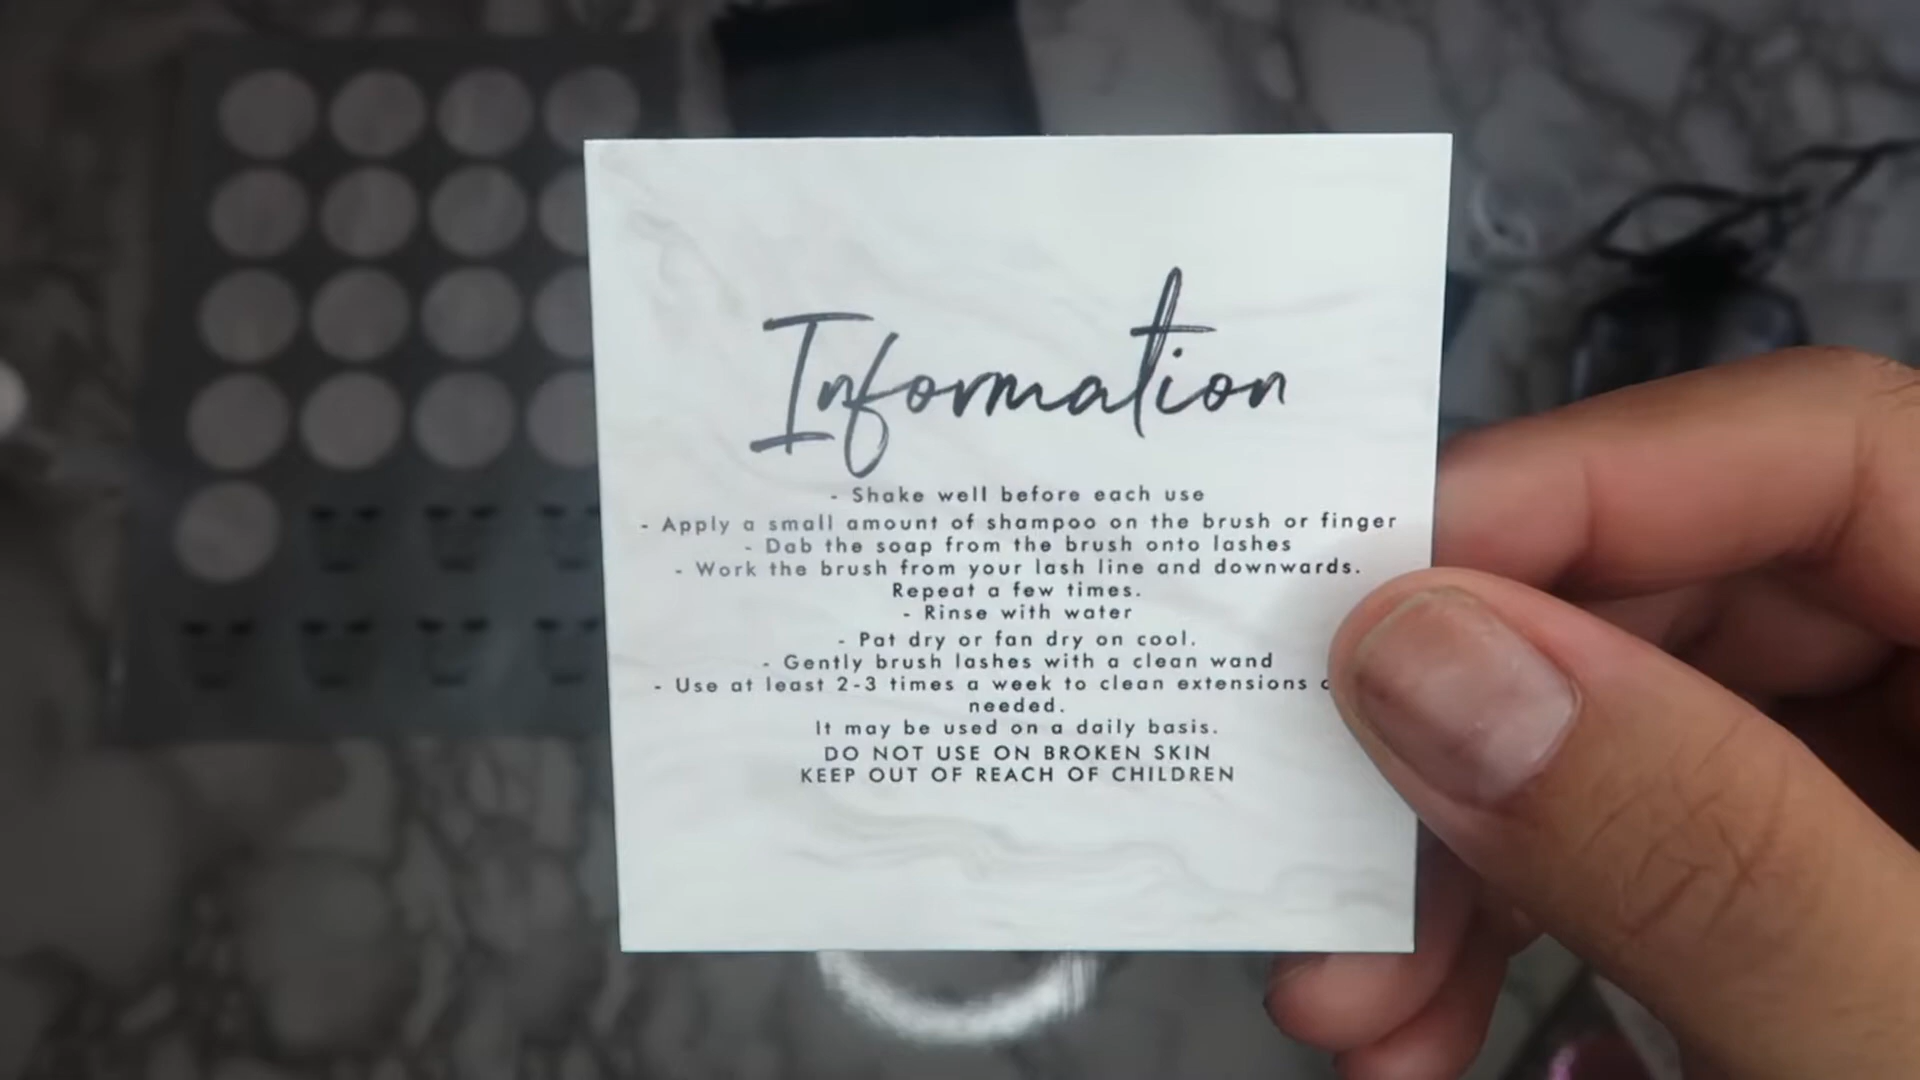 Information
- Shake well before each use
- Apply a small amount of shampoo on the brush or finger
- Dab the soap from the brush onto lashes
- Work the brush from your lash line and downwards.
Repeat a few times.
- Rinse with water
- Pat dry or fan dry on cool.
- Gently brush lashes with a clean wand
- Use at least 2-3 times a week to clean extensions
needed.
It may be used on a daily basis.
DO NOT USE ON BROKEN SKIN
KEEP OUT OF REACH OF CHILDREN